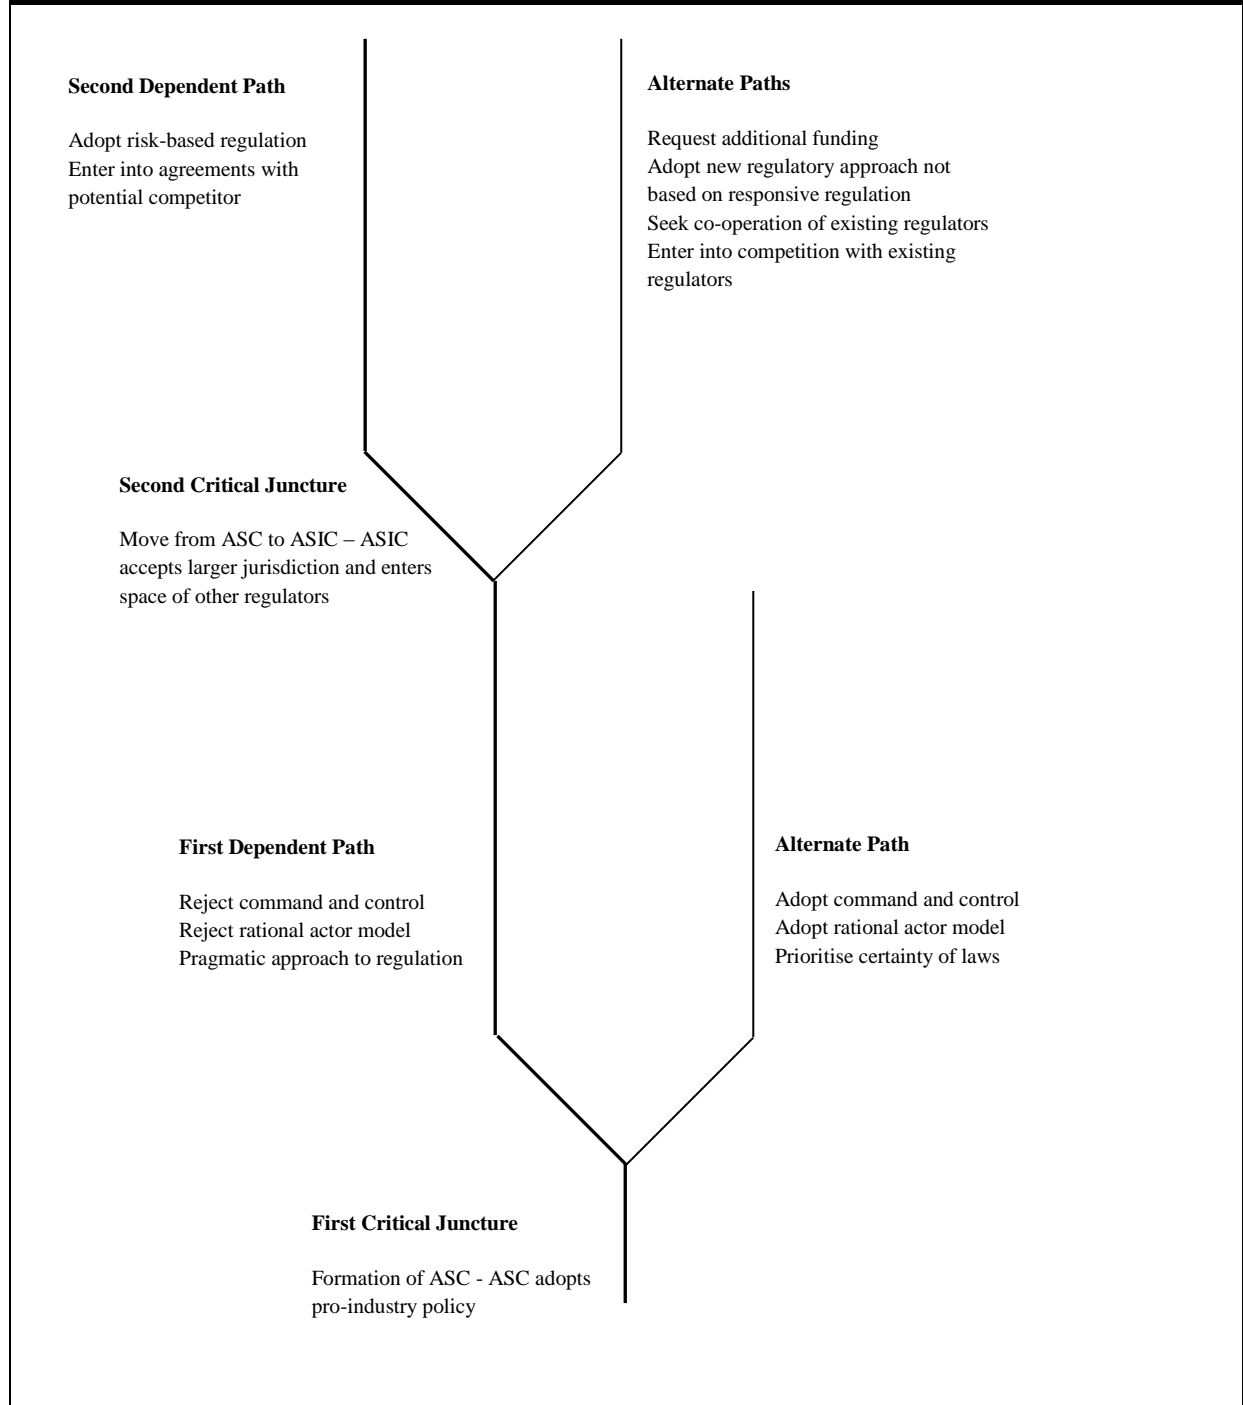 Second Dependent Path
Adopt risk-based regulation
Enter into agreements with
potential competitor
Alternate Paths
Request additional funding
Adopt new regulatory approach not
based on responsive regulation
Seek co-operation of existing regulators
Enter into competition with existing
regulators
Second Critical Juncture
Move from ASC to ASIC – ASIC
accepts larger jurisdiction and enters
space of other regulators
First Dependent Path
Reject command and control
Reject rational actor model
Pragmatic approach to regulation
Alternate Path
Adopt command and control
Adopt rational actor model
Prioritise certainty of laws
First Critical Juncture
Formation of ASC - ASC adopts
pro-industry policy